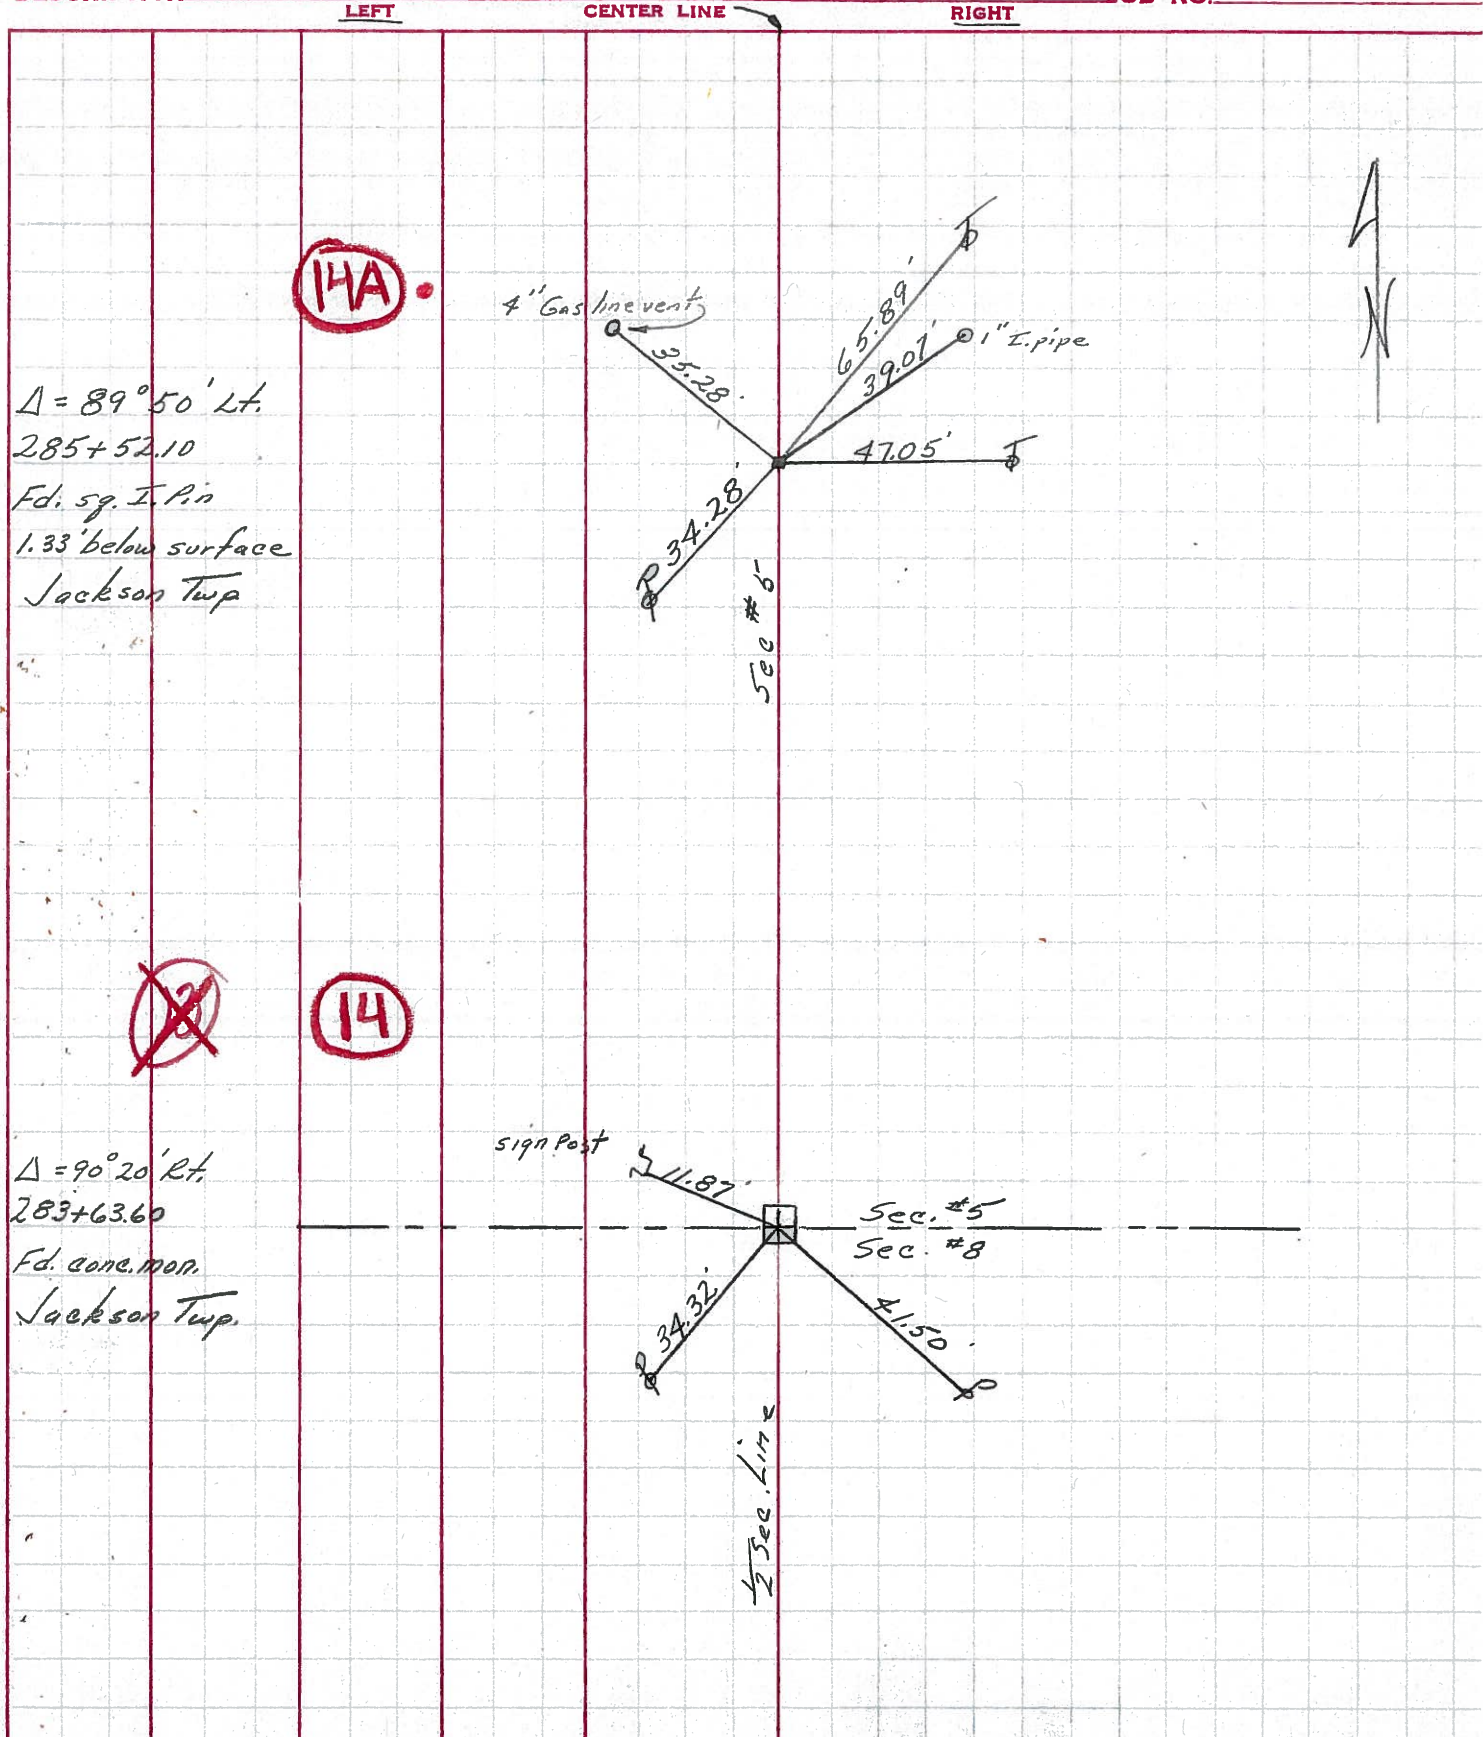 LEFT
CENTER LINE
RIGHT
14A
4" Gas line vent
35.28'
65.89'
39.07'
1" I. pipe
47.05'
34.28'
Δ = 89°50' Lt.
285+52.10
Fd. sq. I. Pin
1.33' below surface
Jackson Twp
Sec #5
N
14
sign Post
11.87'
Δ = 90°20' Rt.
283+63.60
Fd. conc. mon.
Jackson Twp.
Sec. #5
Sec. #8
34.32'
41.50'
1/2 Sec. Line